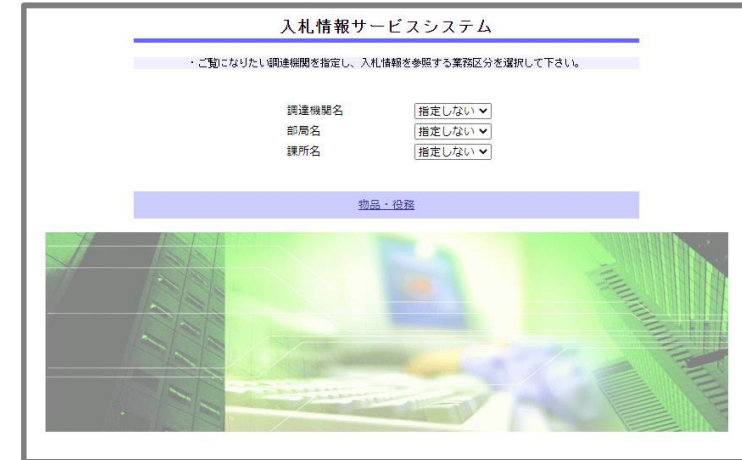 入札情報サービスシステム
・ご覧になりたい調達機関を指定し、入札情報を参照する業務区分を選択して下さい。
調達機関名 指定しない
部局名 指定しない
課所名 指定しない
物品・役務